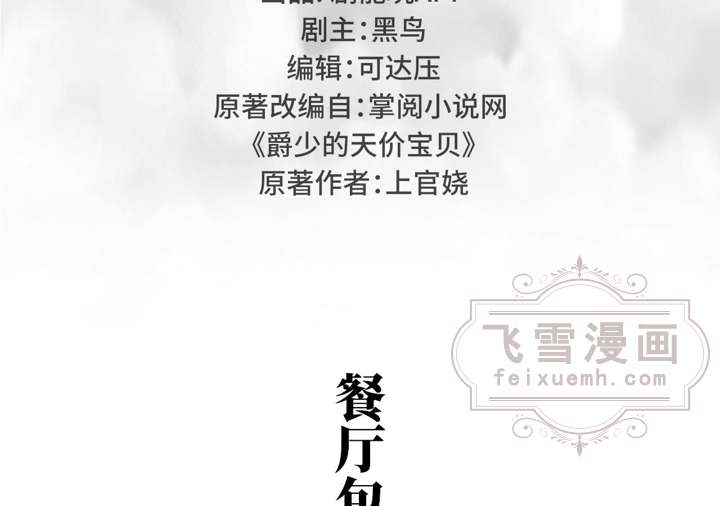 剧主：黑鸟
编辑：可达压
原著改编自：掌阅小说网
《爵少的天价宝贝》
原著作者：上官娆
飞雪漫画
feixuemh.com
餐厅包